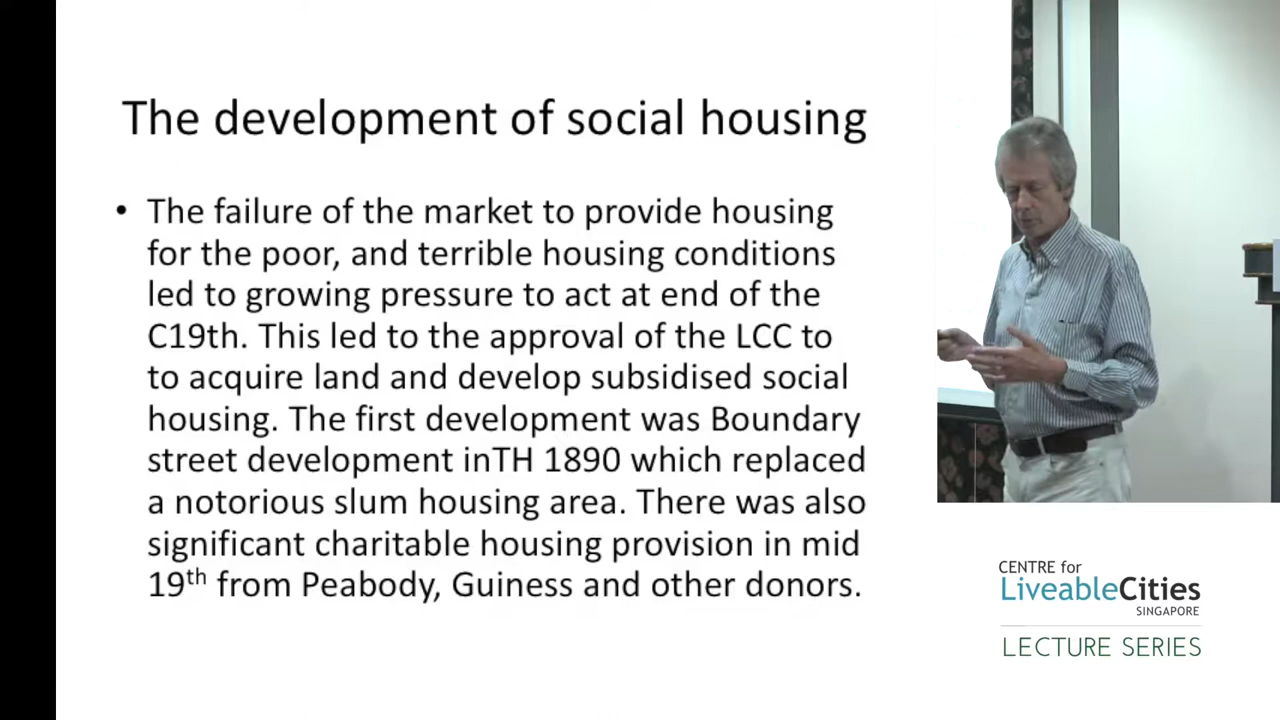 The development of social housing
• The failure of the market to provide housing
for the poor, and terrible housing conditions
led to growing pressure to act at end of the
C19th. This led to the approval of the LCC to
to acquire land and develop subsidised social
housing. The first development was Boundary
street development inTH 1890 which replaced
a notorious slum housing area. There was also
significant charitable housing provision in mid
19th from Peabody, Guiness and other donors.
CENTRE for
LiveableCities
SINGAPORE
LECTURE SERIES